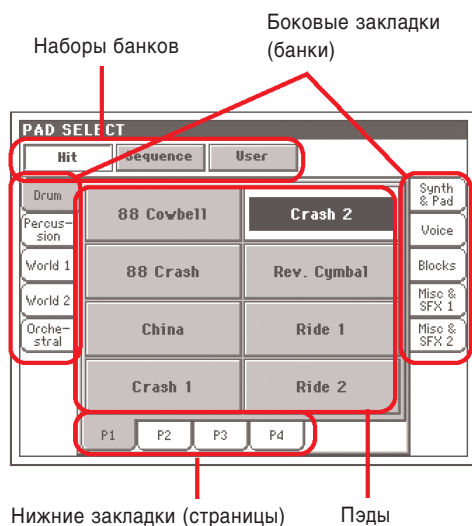 Боковые закладки
(банки)
Наборы банков
PAD SELECT
Hit Sequence User
Drum
Percus-
sion
World 1
World 2
Orche-
stral
88 Cowbell Crash 2
88 Crash Rev. Cymbal
China Ride 1
Crash 1 Ride 2
Synth
& Pad
Voice
Blocks
Misc &
SFX 1
Misc &
SFX 2
P1 P2 P3 P4
Нижние закладки (страницы) Пэды